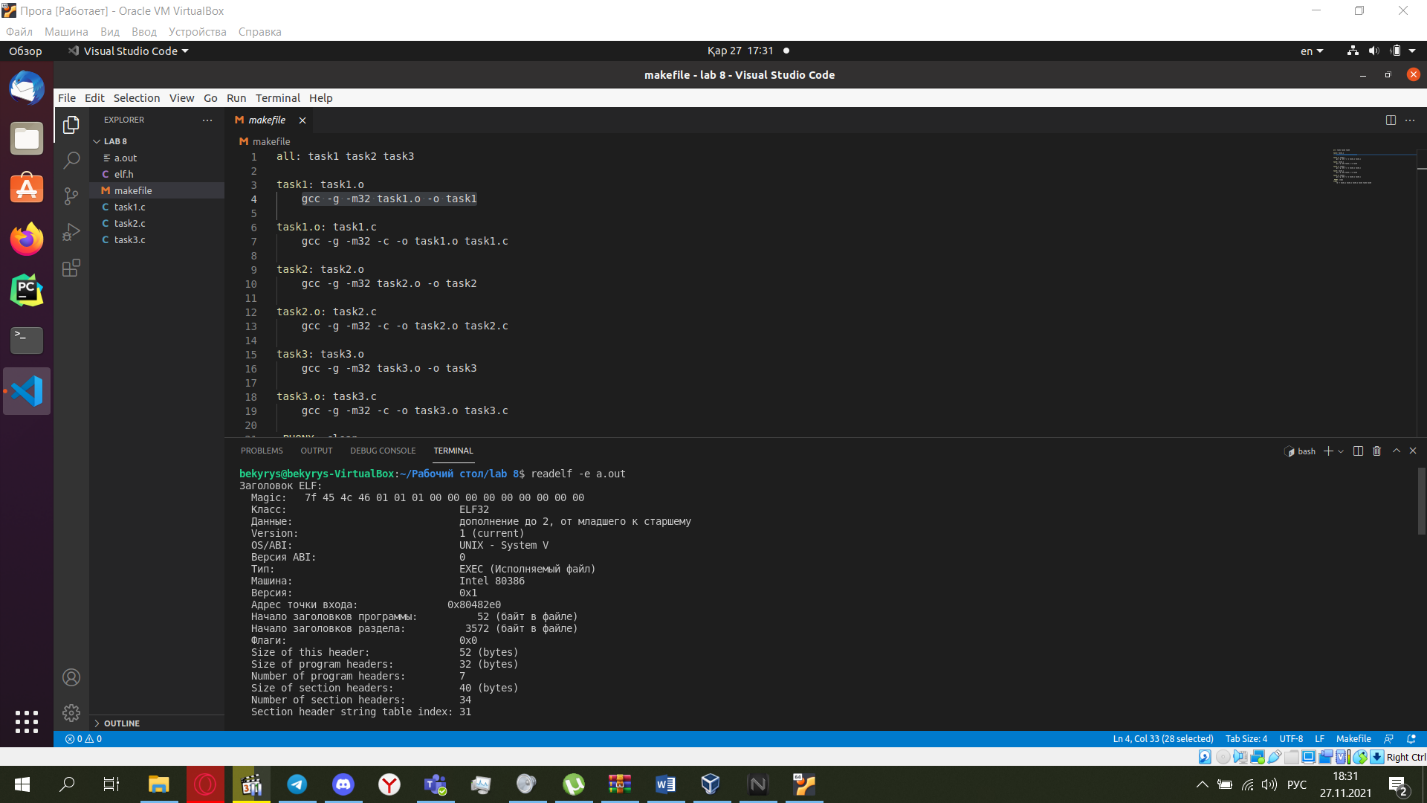 Прога [Работает] - Oracle VM VirtualBox
Файл Машина Вид Ввод Устройства Справка
Обзор Visual Studio Code Қар 27 17:31 en
makefile - lab 8 - Visual Studio Code
File Edit Selection View Go Run Terminal Help
EXPLORER
LAB 8
a.out
C elf.h
M makefile
C task1.c
C task2.c
C task3.c
OUTLINE
M makefile
M makefile
1 all: task1 task2 task3
2
3 task1: task1.o
4 gcc -g -m32 task1.o -o task1
5
6 task1.o: task1.c
7 gcc -g -m32 -c -o task1.o task1.c
8
9 task2: task2.o
10 gcc -g -m32 task2.o -o task2
11
12 task2.o: task2.c
13 gcc -g -m32 -c -o task2.o task2.c
14
15 task3: task3.o
16 gcc -g -m32 task3.o -o task3
17
18 task3.o: task3.c
19 gcc -g -m32 -c -o task3.o task3.c
20
PROBLEMS OUTPUT DEBUG CONSOLE TERMINAL bash
bekyrys@bekyrys-VirtualBox:~/Рабочий стол/lab 8$ readelf -e a.out
Заголовок ELF:
Magic: 7f 45 4c 46 01 01 01 00 00 00 00 00 00 00 00 00
Класс: ELF32
Данные: дополнение до 2, от младшего к старшему
Version: 1 (current)
OS/ABI: UNIX - System V
Версия ABI: 0
Тип: EXEC (Исполняемый файл)
Машина: Intel 80386
Версия: 0x1
Адрес точки входа: 0x80482e0
Начало заголовков программы: 52 (байт в файле)
Начало заголовков раздела: 3572 (байт в файле)
Флаги: 0x0
Size of this header: 52 (bytes)
Size of program headers: 32 (bytes)
Number of program headers: 7
Size of section headers: 40 (bytes)
Number of section headers: 34
Section header string table index: 31
0 0 Ln 4, Col 33 (28 selected) Tab Size: 4 UTF-8 LF Makefile
Right Ctrl
РУС
18:31
27.11.2021
2